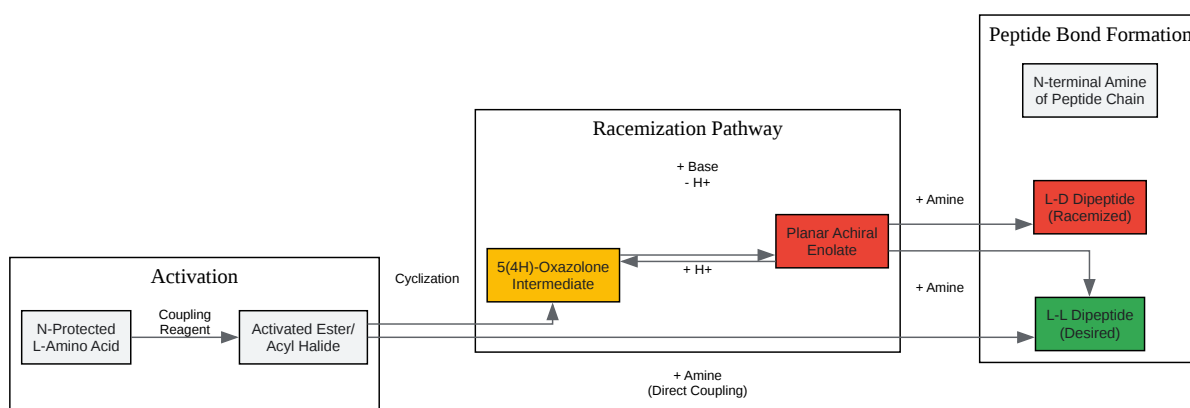 Peptide Bond Formation
N-terminal Amine
of Peptide Chain
Racemization Pathway
+ Base
- H+
+ Amine
L-D Dipeptide
(Racemized)
Planar Achiral
Enolate
5(4H)-Oxazolone
Intermediate
+ H+
Activation
Cyclization
+ Amine
Coupling
Reagent
N-Protected
L-Amino Acid
Activated Ester/
Acyl Halide
L-L Dipeptide
(Desired)
+ Amine
(Direct Coupling)